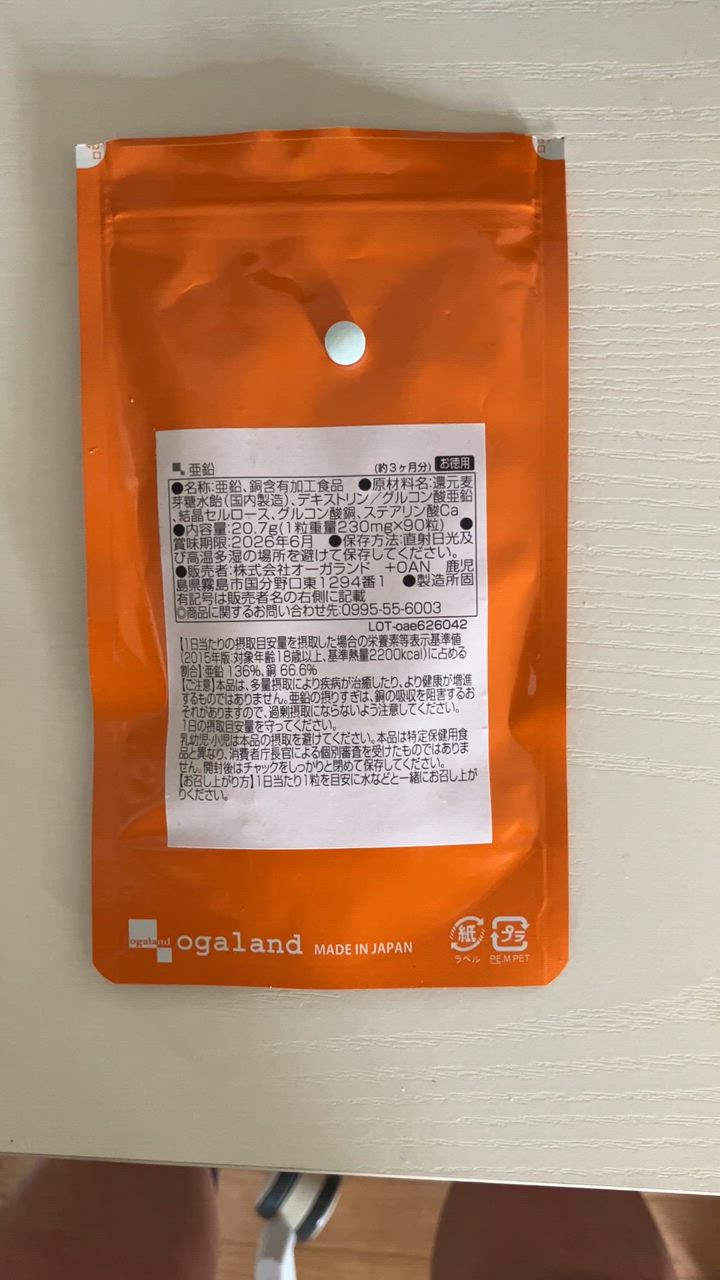 亜鉛 (約3ヶ月分) お徳用
●名称:亜鉛、銅含有加工食品 ●原材料名:還元麦
芽糖水飴(国内製造)、デキストリン/グルコン酸亜鉛
、結晶セルロース、グルコン酸銅、ステアリン酸Ca
●内容量:20.7g(1粒重量230mg×90粒) ●
賞味期限:2026年6月 ●保存方法:直射日光及
び高温多湿の場所を避けて保存してください。
●販売者:株式会社オーガランド +OAN 鹿児
島県霧島市国分野口東1294番1 ●製造所固
有記号は販売者名の右側に記載
◎商品に関するお問い合わせ先:0995-55-6003
LOT-oae626042
【1日当たりの摂取目安量を摂取した場合の栄養素等表示基準値
(2015年版:対象年齢18歳以上、基準熱量2200kcal)に占める
割合】亜鉛 136%、銅 66.6%
【ご注意】本品は、多量摂取により疾病が治癒したり、より健康が増進
するものではありません。亜鉛の摂りすぎは、銅の吸収を阻害するお
それがありますので、過剰摂取にならないよう注意してください。
1日の摂取目安量を守ってください。
乳幼児・小児は本品の摂取を避けてください。本品は特定保健用食
品と異なり、消費者庁長官による個別審査を受けたものではありま
せん。開封後はチャックをしっかりと閉めて保存してください。
【お召し上がり方】1日当たり1粒を目安に水などと一緒にお召し上が
りください。
ogaland ogaland MADE IN JAPAN
紙 プラ
ラベル PE.M.PET